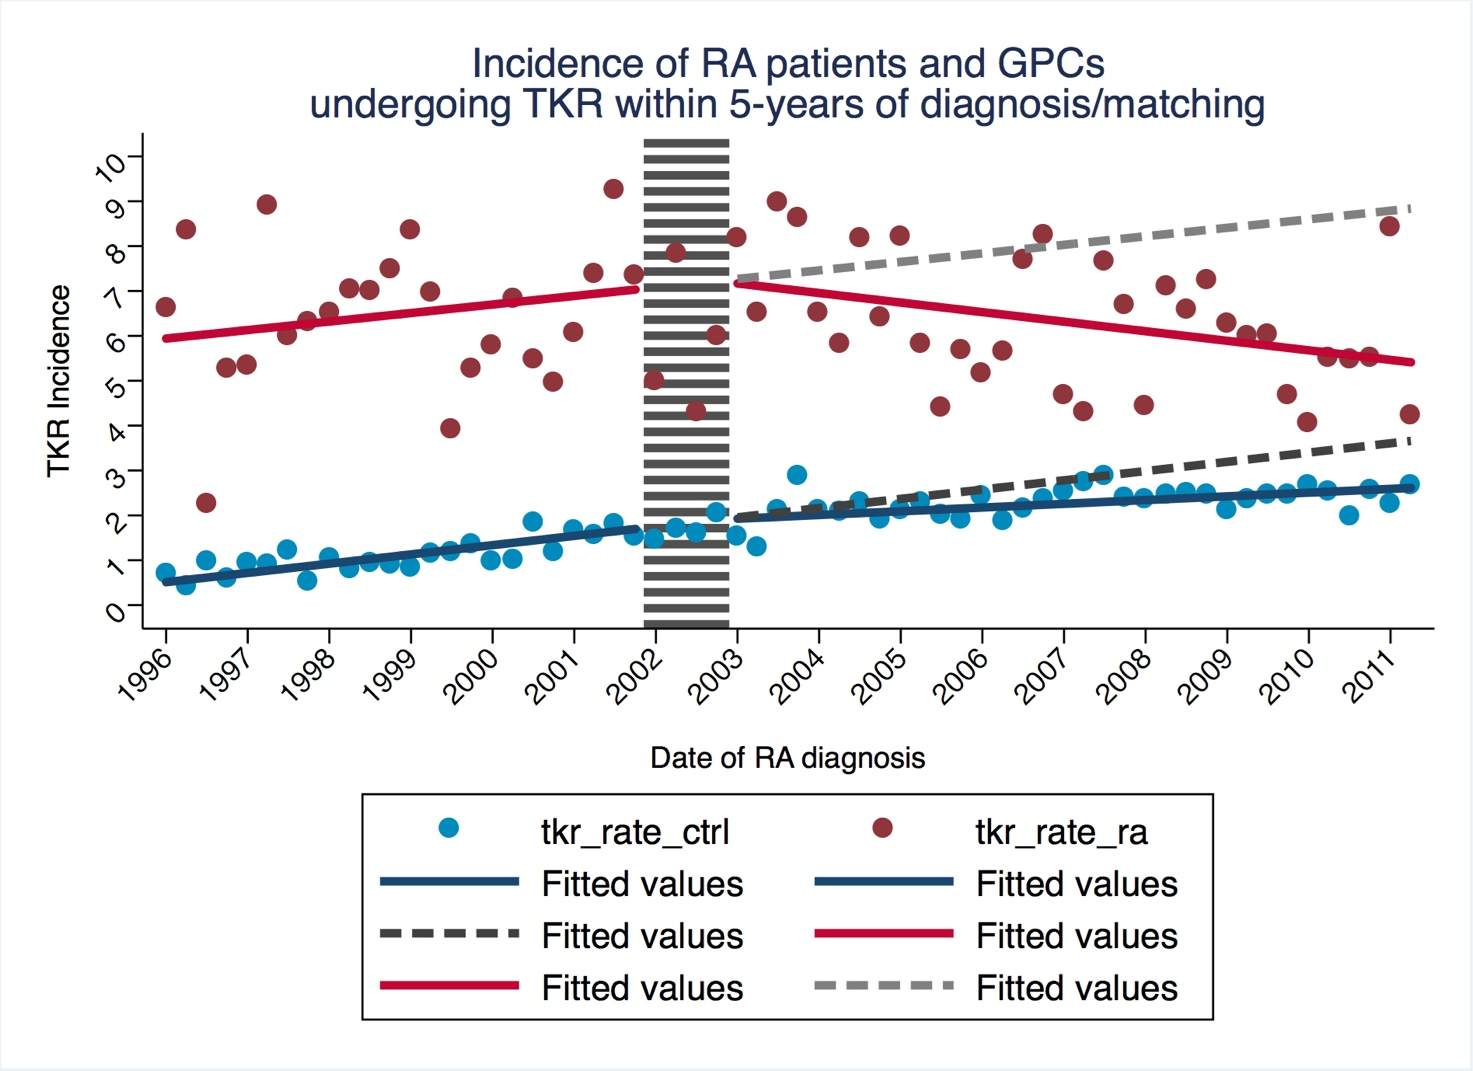 Incidence of RA patients and GPCs
undergoing TKR within 5-years of diagnosis/matching
TKR Incidence
10
9
8
7
6
5
4
3
2
1
0
1996
1997
1998
1999
2000
2001
2002
2003
2004
2005
2006
2007
2008
2009
2010
2011
Date of RA diagnosis
tkr_rate_ctrl
tkr_rate_ra
Fitted values
Fitted values
Fitted values
Fitted values
Fitted values
Fitted values